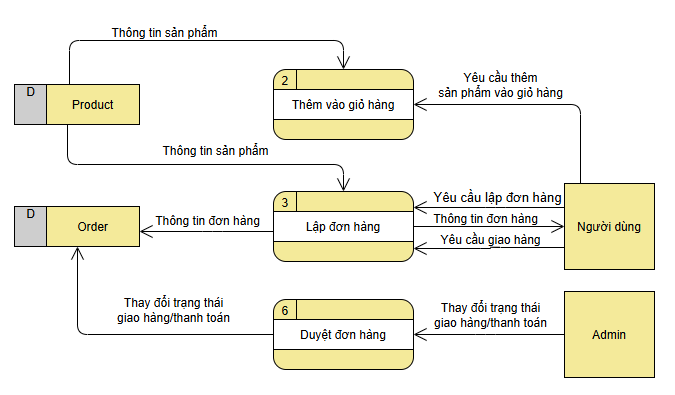 Thông tin sản phẩm
D
Product
2
Thêm vào giỏ hàng
Yêu cầu thêm
sản phẩm vào giỏ hàng
Thông tin sản phẩm
D
Order
Thông tin đơn hàng
3
Lập đơn hàng
Yêu cầu lập đơn hàng
Thông tin đơn hàng
Yêu cầu giao hàng
Người dùng
Thay đổi trạng thái
giao hàng/thanh toán
6
Duyệt đơn hàng
Thay đổi trạng thái
giao hàng/thanh toán
Admin